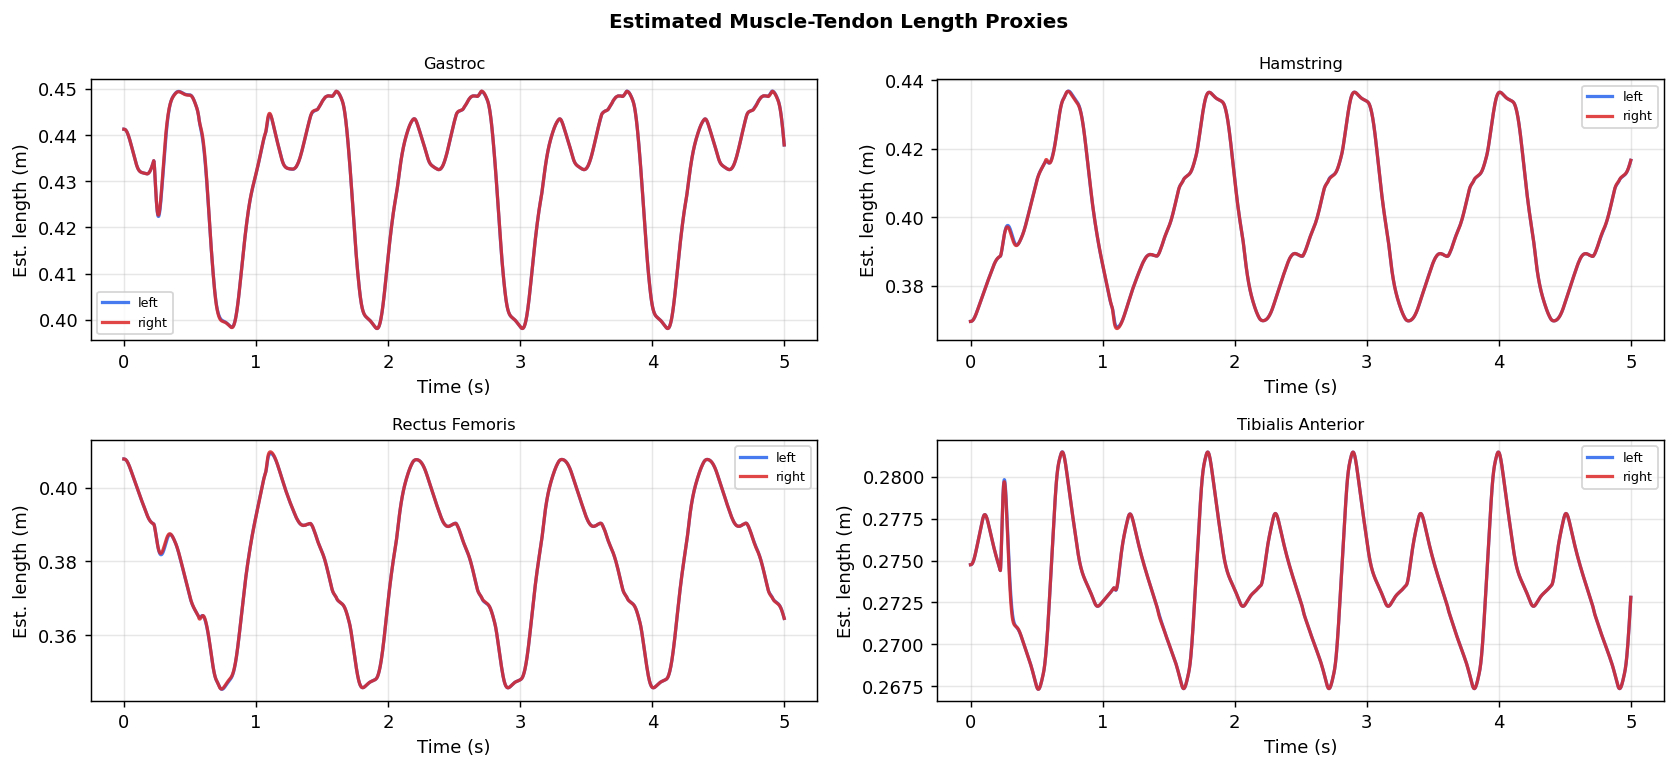 Estimated Muscle-Tendon Length Proxies
Gastroc
Est. length (m)
0.45
0.44
0.43
0.42
0.41
0.40
left
right
0 1 2 3 4 5
Time (s)
Hamstring
Est. length (m)
0.44
0.42
0.40
0.38
left
right
0 1 2 3 4 5
Time (s)
Rectus Femoris
Est. length (m)
0.40
0.38
0.36
left
right
0 1 2 3 4 5
Time (s)
Tibialis Anterior
Est. length (m)
0.2800
0.2775
0.2750
0.2725
0.2700
0.2675
left
right
0 1 2 3 4 5
Time (s)